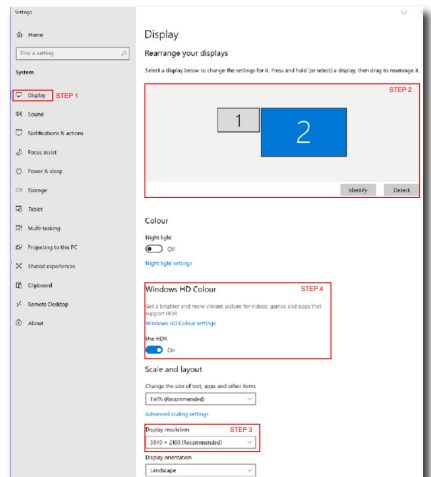 Settings
Home
Find a setting
System
Display STEP 1
Sound
Notifications & actions
Focus assist
Power & sleep
Storage
Tablet
Multi-tasking
Projecting to this PC
Shared experiences
Clipboard
Remote Desktop
About
Display
Rearrange your displays
Select a display below to change the settings for it. Press and hold (or select) a display, then drag to rearrange it.
STEP 2
1
2
Identify Detect
Colour
Night light
Off
Night light settings
Windows HD Colour STEP 4
Get a brighter and more vibrant picture for videos, games and apps that
support HDR.
Windows HD Colour settings
Use HDR
On
Scale and layout
Change the size of text, apps and other items
(Recommended)
Advanced scaling settings
Display resolution STEP 3
3840 × 2160 (Recommended)
Display orientation
Landscape